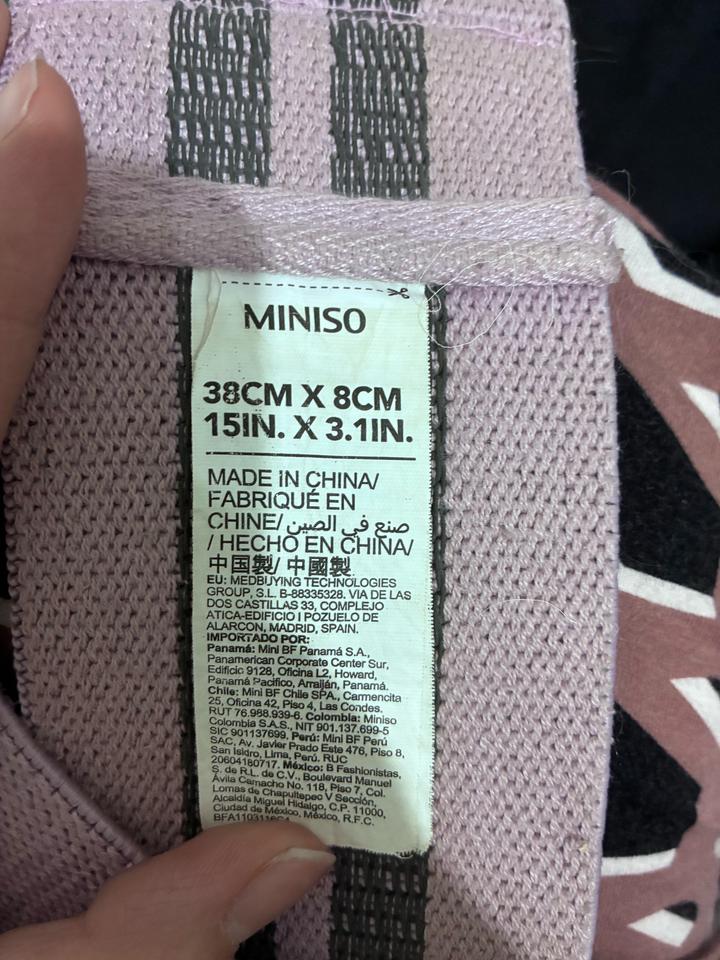 MINISO
38CM X 8CM
15IN. X 3.1IN.
MADE IN CHINA/
FABRIQUÉ EN
CHINE/ صنع في الصين
/ HECHO EN CHINA/
中国製/ 中國製
EU: MEDBUYING TECHNOLOGIES
GROUP, S.L. B-88335328. VIA DE LAS
DOS CASTILLAS 33, COMPLEJO
ATICA-EDIFICIO I POZUELO DE
ALARCON, MADRID, SPAIN.
IMPORTADO POR:
Panamá: Mini BF Panamá S.A.,
Panamerican Corporate Center Sur,
Edificio 9128, Oficina L2, Howard,
Panamá Pacifico, Arraiján, Panamá.
Chile: Mini BF Chile SPA., Carmencita
25, Oficina 42, Piso 4, Las Condes.
RUT 76.988.939-6. Colombia: Miniso
Colombia S.A.S., NIT 901.137.699-5
SIC 901137699. Perú: Mini BF Perú
SAC, Av. Javier Prado Este 476, Piso 8,
San Isidro, Lima, Perú. RUC
20604180717. México: B Fashionistas,
S. de R.L. de C.V., Boulevard Manuel
Ávila Camacho No. 118, Piso 7, Col.
Lomas de Chapultepec V Sección,
Alcaldía Miguel Hidalgo, C.P. 11000,
Ciudad de México, México, R.F.C.